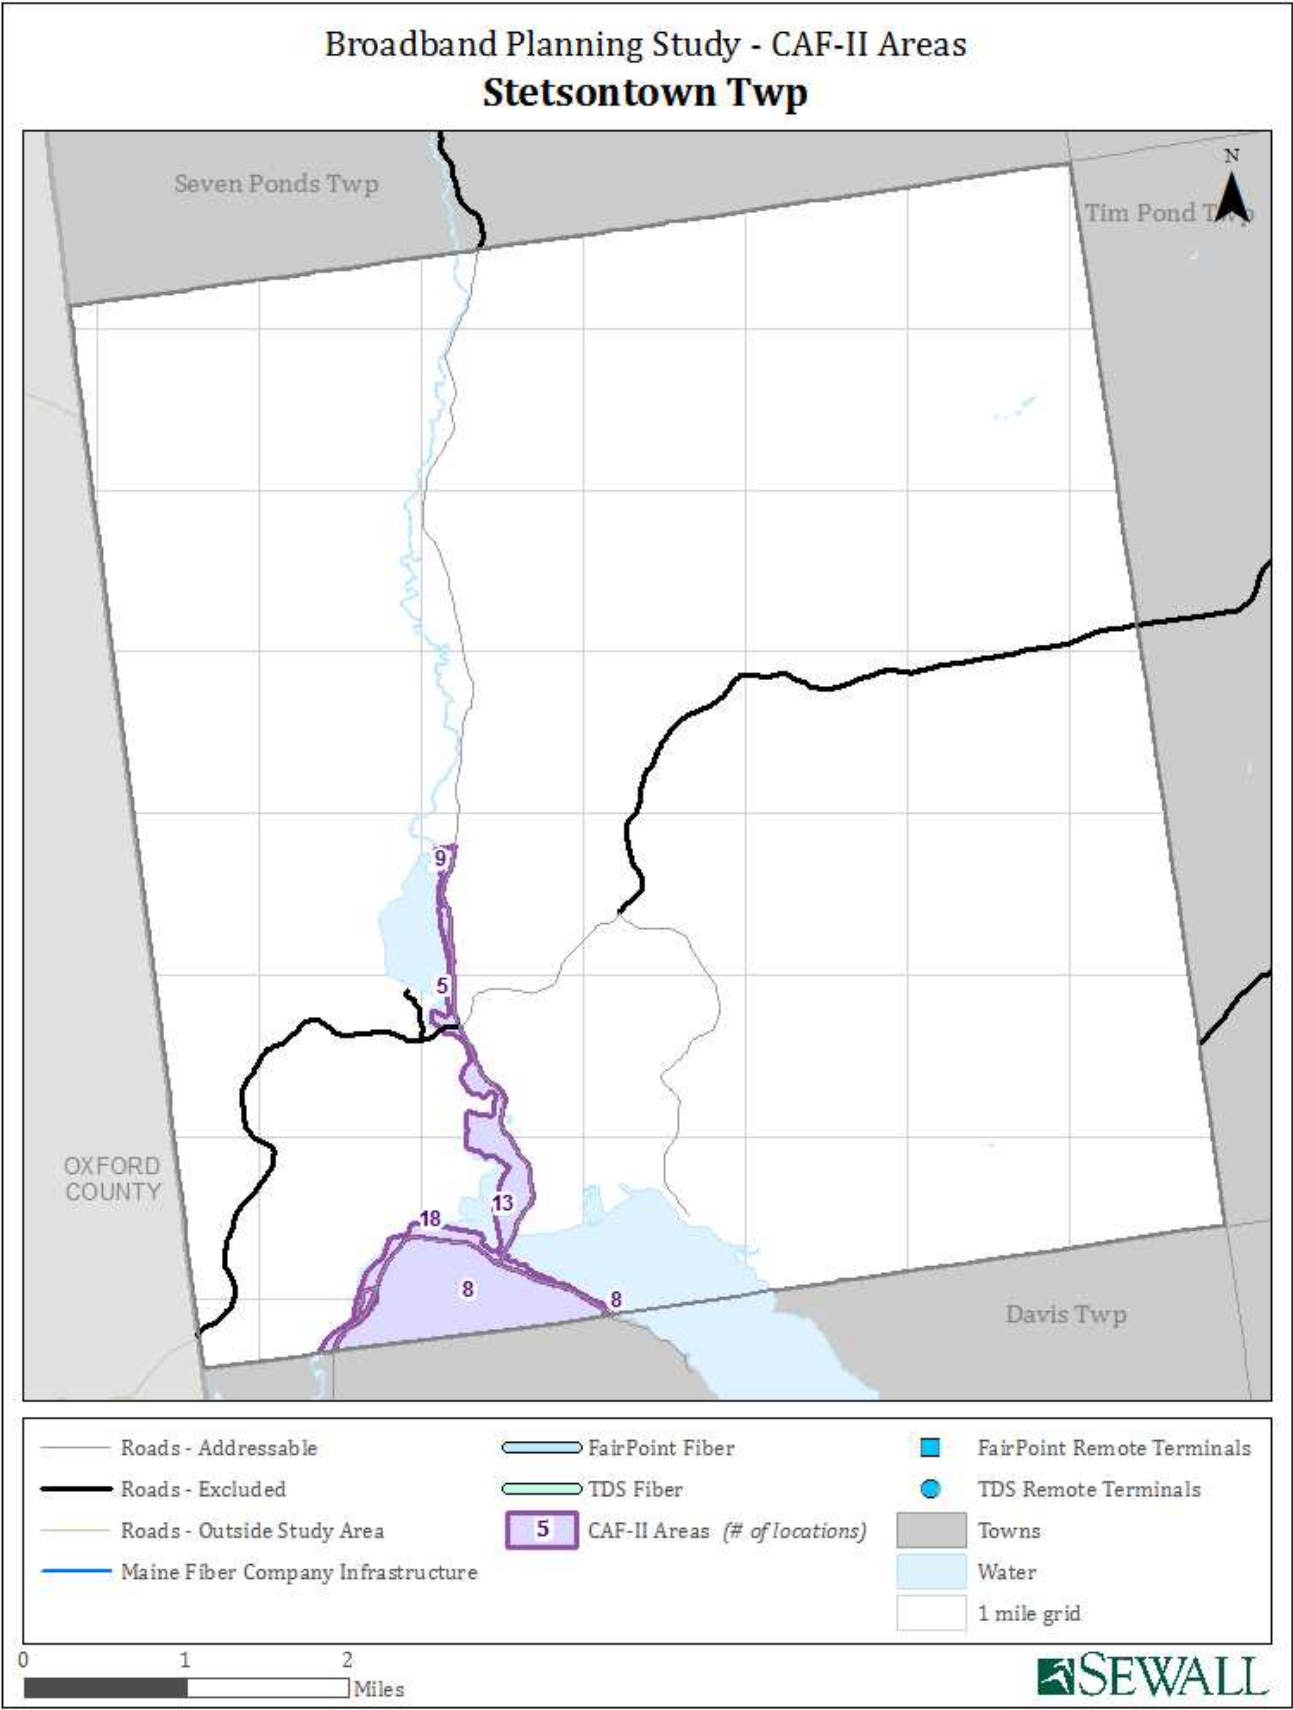 Broadband Planning Study - CAF-II Areas
Stetsontown Twp
Seven Ponds Twp
N
Tim Pond Twp
9
5
OXFORD
COUNTY
13
18
8
8
Davis Twp
Roads - Addressable
Roads - Excluded
Roads - Outside Study Area
Maine Fiber Company Infrastructure
FairPoint Fiber
TDS Fiber
5 CAF-II Areas (# of locations)
FairPoint Remote Terminals
TDS Remote Terminals
Towns
Water
1 mile grid
0 1 2
Miles
SEWALL